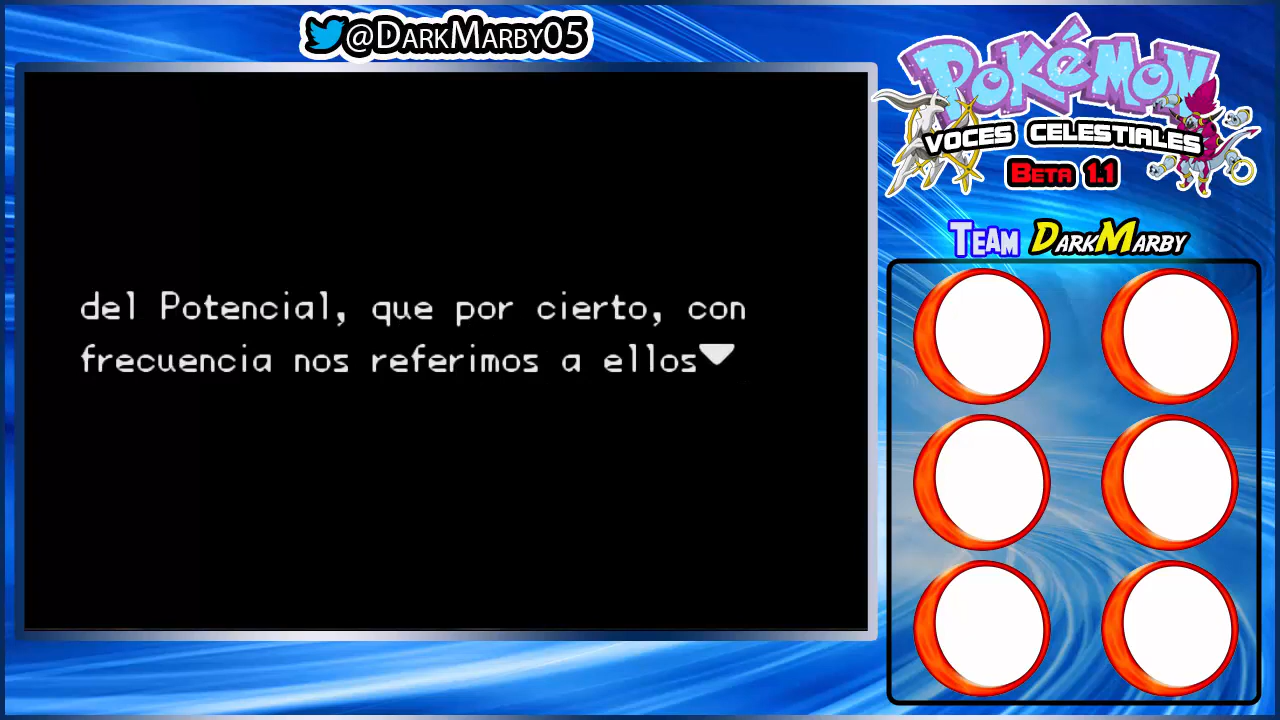 @DarkMarby05
Pokémon
Voces Celestiales
Beta 1.1
Team DarkMarby
del Potencial, que por cierto, con
frecuencia nos referimos a ellos